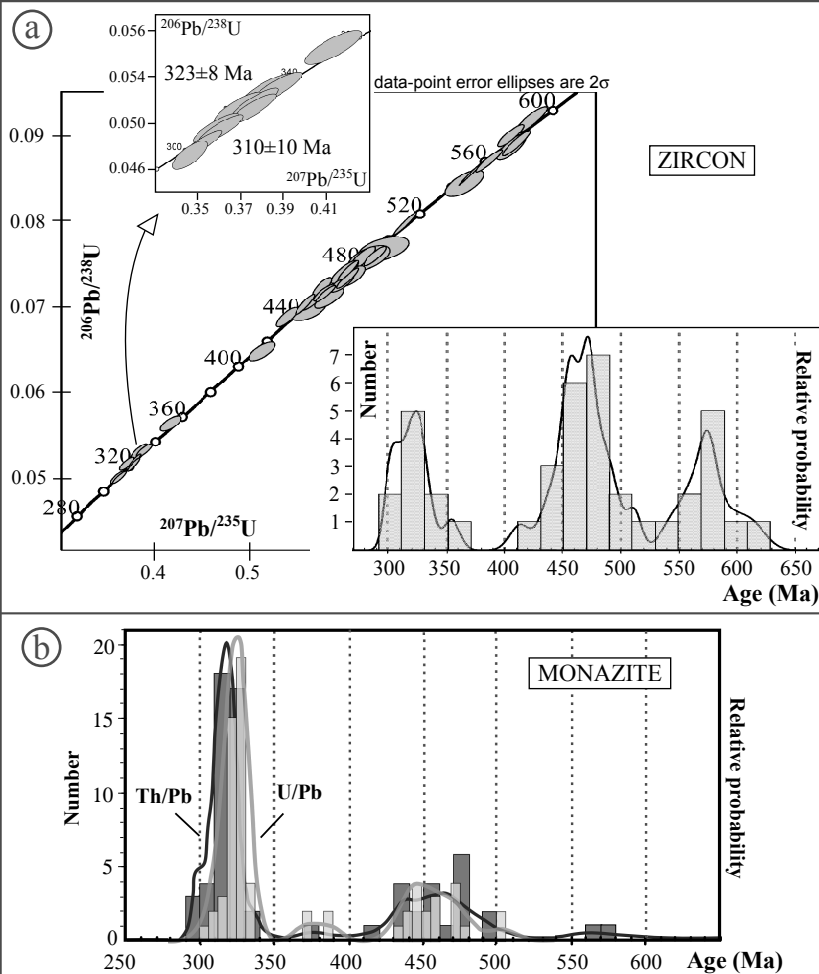 a
²⁰⁶Pb/²³⁸U
0.056
0.054
0.050
0.046
323±8 Ma
340
300
310±10 Ma
²⁰⁷Pb/²³⁵U
0.35
0.37
0.39
0.41
data-point error ellipses are 2σ
ZIRCON
0.09
0.08
0.07
0.06
0.05
²⁰⁶Pb/²³⁸U
600
560
520
480
440
400
360
320
280
²⁰⁷Pb/²³⁵U
0.4
0.5
Number
7
6
5
4
3
2
1
Relative probability
300
350
400
450
500
550
600
650
Age (Ma)
b
MONAZITE
20
15
10
5
0
Number
Th/Pb
U/Pb
Relative probability
250
300
350
400
450
500
550
600
Age (Ma)